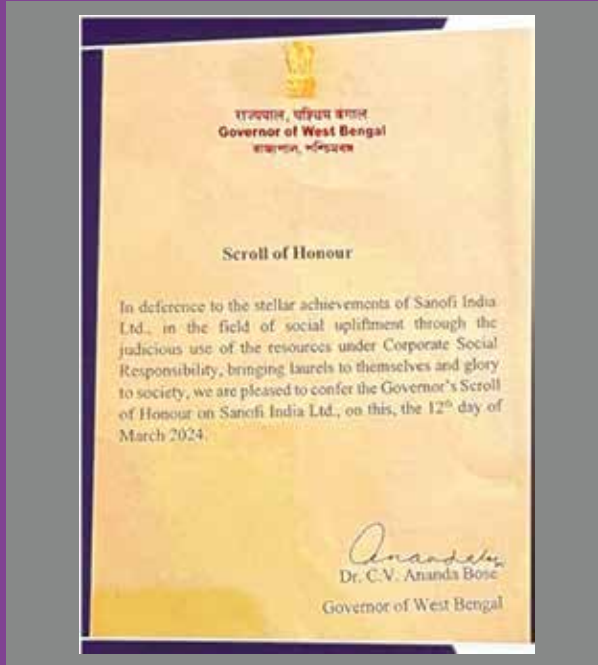 राज्यपाल, पश्चिम बंगाल
Governor of West Bengal
রাজ্যপাল, পশ্চিমবঙ্গ
Scroll of Honour
In deference to the stellar achievements of Sanofi India
Ltd., in the field of social upliftment through the
judicious use of the resources under Corporate Social
Responsibility, bringing laurels to themselves and glory
to society, we are pleased to confer the Governor's Scroll
of Honour on Sanofi India Ltd., on this, the 12th day of
March 2024.
Dr. C.V. Ananda Bose
Governor of West Bengal